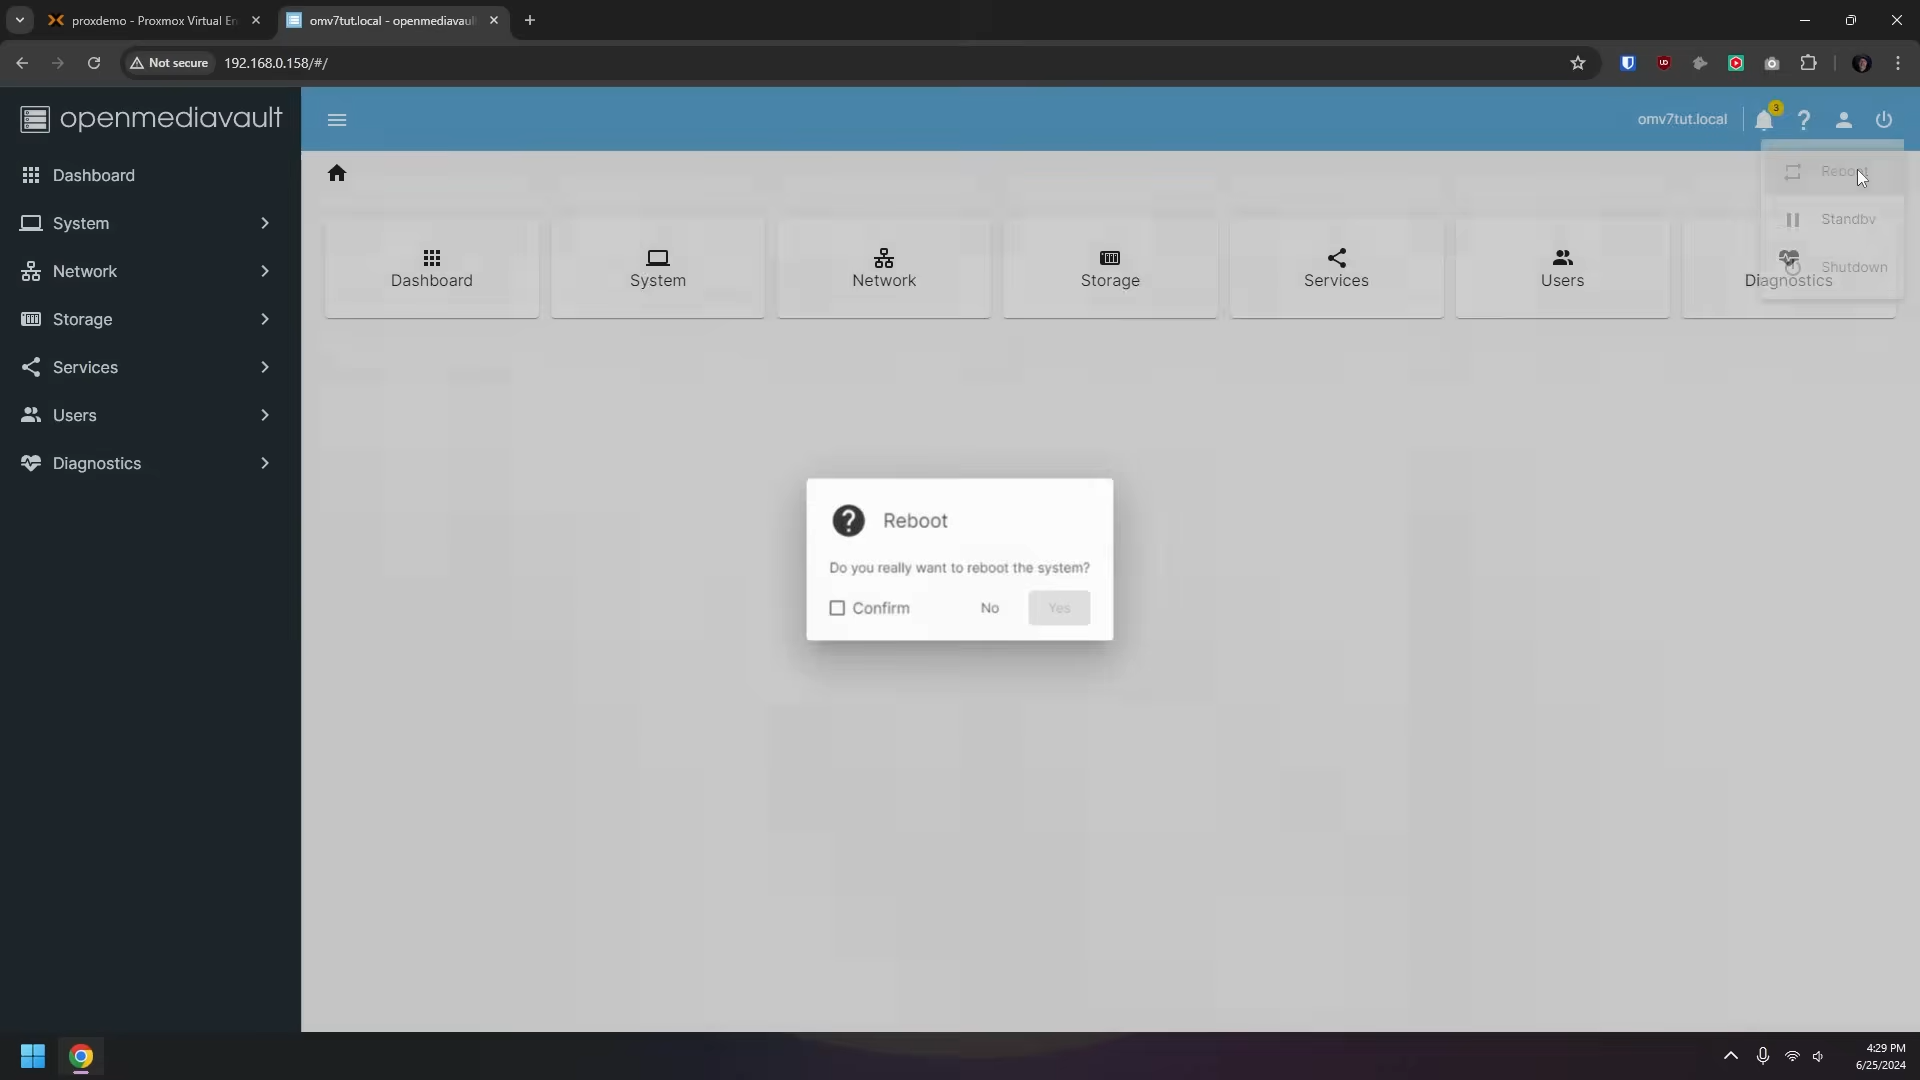 proxdemo - Proxmox Virtual En
omv7tut.local - openmediavaul
Not secure
192.168.0.158/#/
openmediavault
omv7tut.local
3
Dashboard
System
Network
Storage
Services
Users
Diagnostics
Reboot
Standby
Shutdown
Dashboard
System
Network
Storage
Services
Users
Diagnostics
Reboot
Do you really want to reboot the system?
Confirm
No
Yes
4:29 PM
6/25/2024